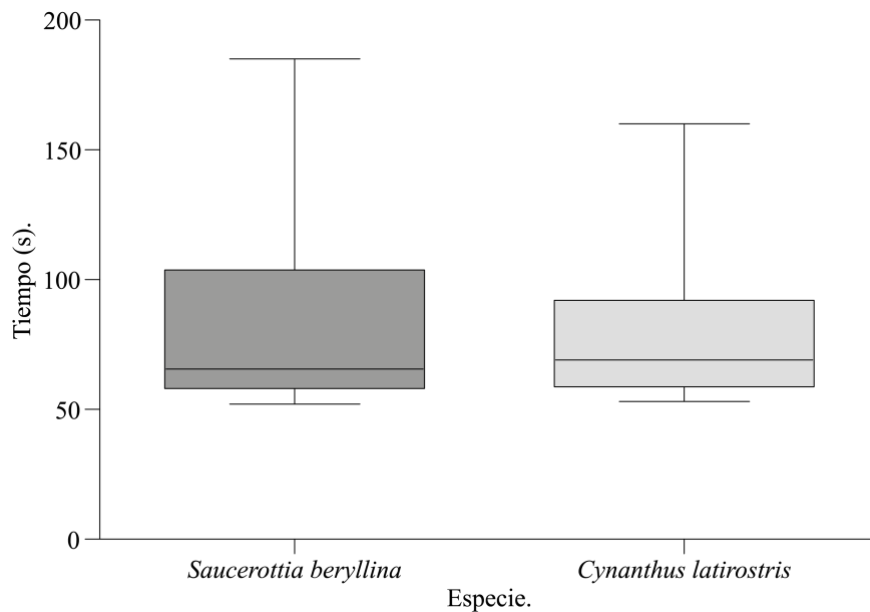 200
150
100
50
0
Tiempo (s).
Saucerottia beryllina
Cynanthus latirostris
Especie.